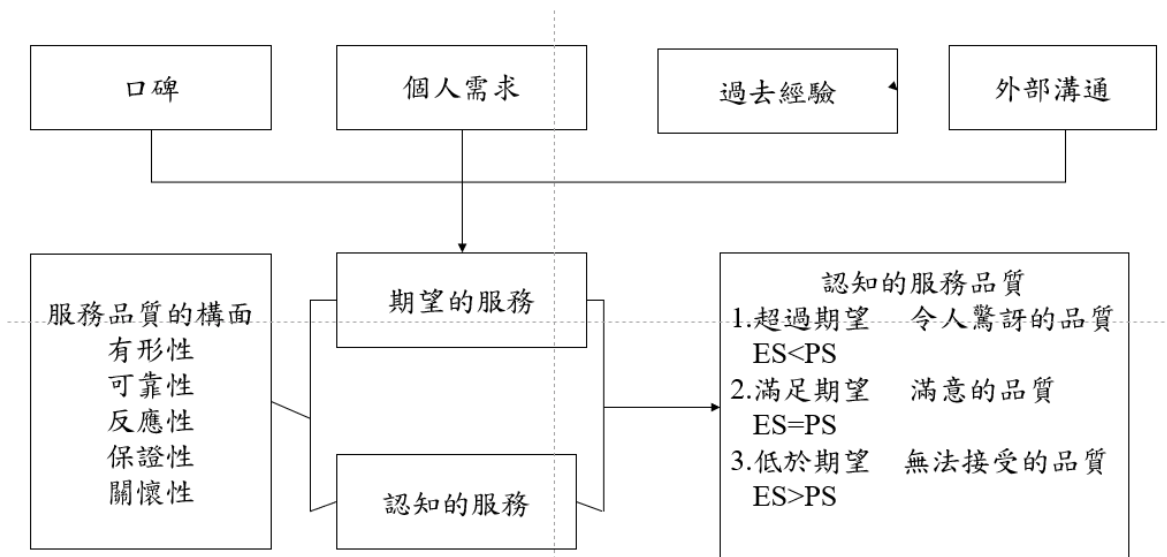 口碑
個人需求
過去經驗
外部溝通
服務品質的構面
有形性
可靠性
反應性
保證性
關懷性
期望的服務
認知的服務
認知的服務品質
1.超過期望 令人驚訝的品質
ES<PS
2.滿足期望 滿意的品質
ES=PS
3.低於期望 無法接受的品質
ES>PS